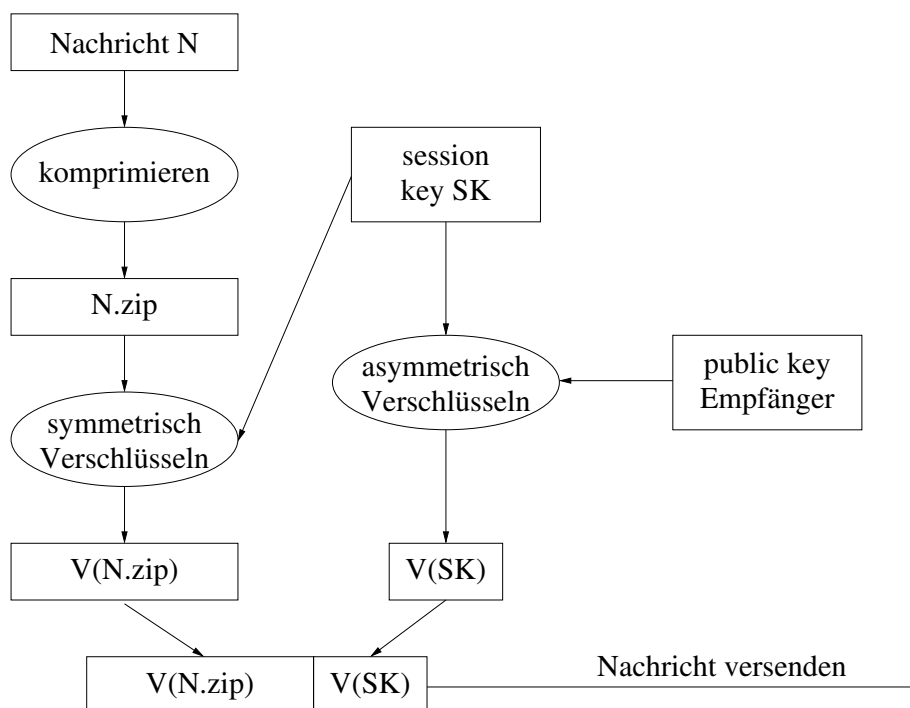 Nachricht N
komprimieren
session
key SK
N.zip
asymmetrisch
Verschlüsseln
public key
Empfänger
symmetrisch
Verschlüsseln
V(N.zip)
V(SK)
Nachricht versenden
V(N.zip)
V(SK)